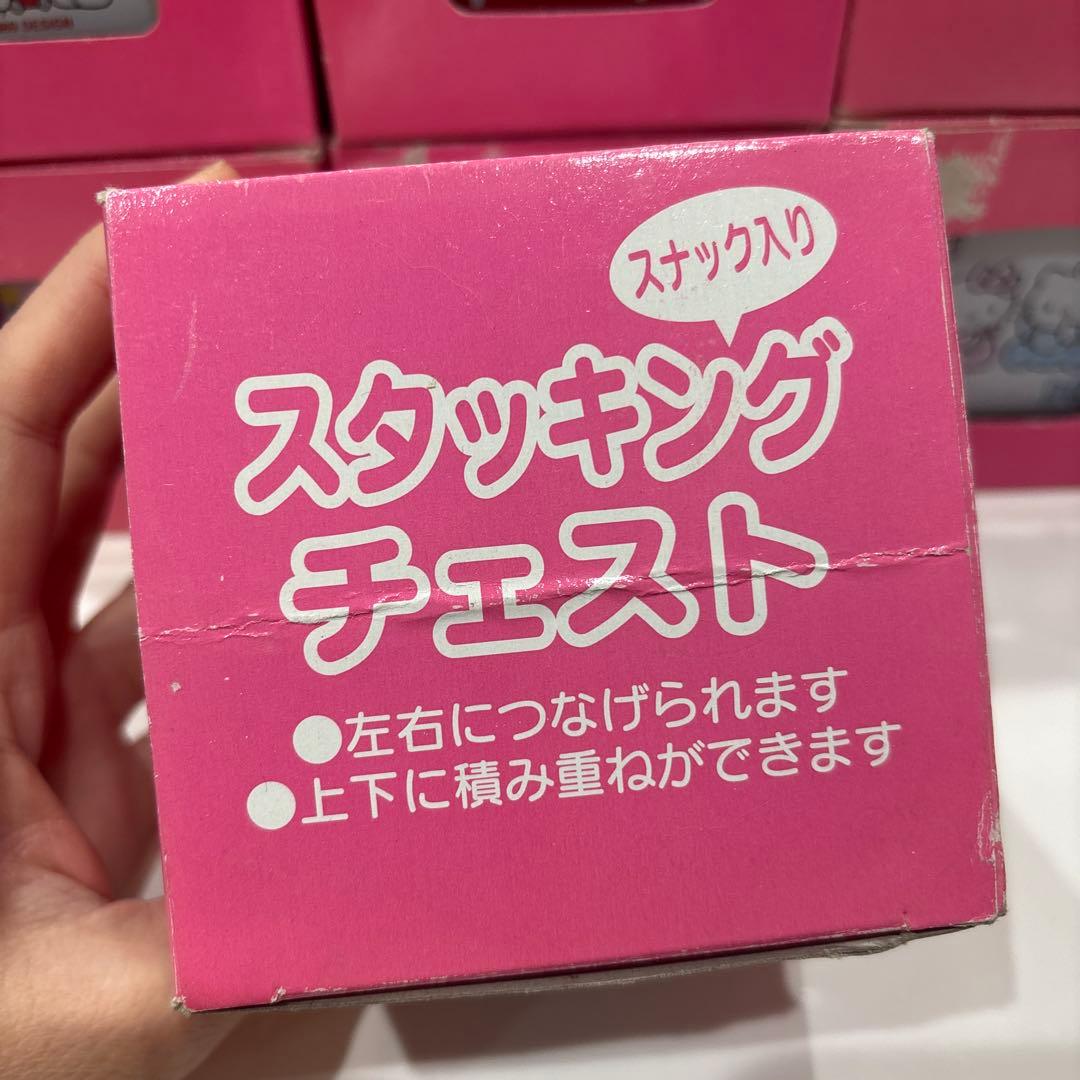 DESIGN
スナック入り
スタッキング
チェスト
●左右につなげられます
●上下に積み重ねができます